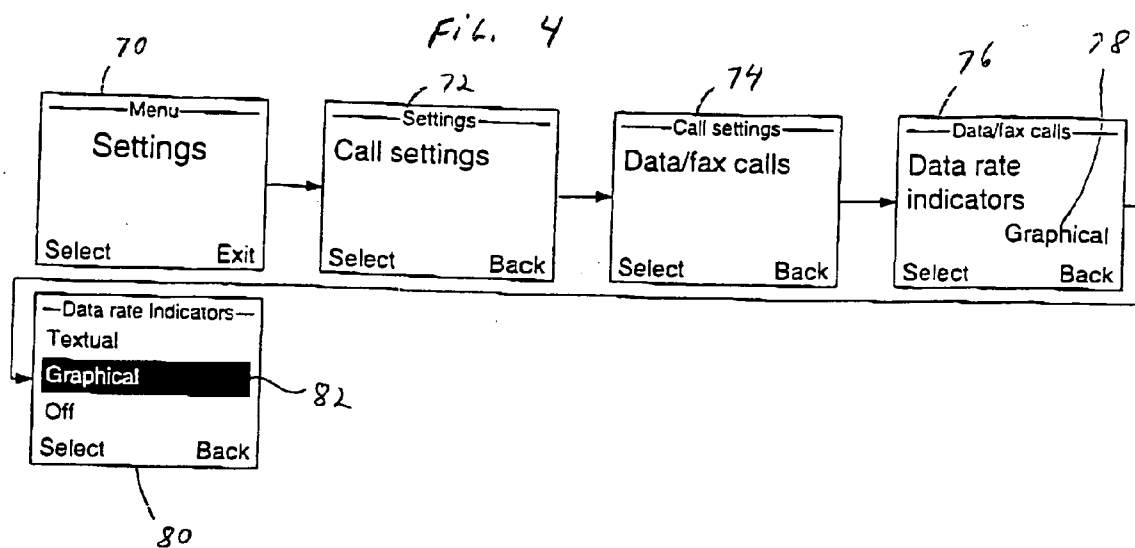 FiG. 4
70
72
74
76
78
Menu
Settings
Select Exit
Settings
Call settings
Select Back
Call settings
Data/fax calls
Select Back
Data/fax calls
Data rate
indicators
Graphical
Select Back
Data rate Indicators
Textual
Graphical
Off
Select Back
82
80